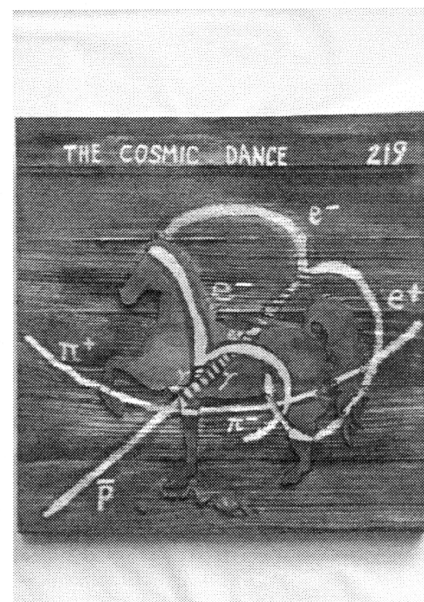 THE COSMIC DANCE 219
e⁻
e⁻
e⁺
π⁺
γ
π⁻
p̅